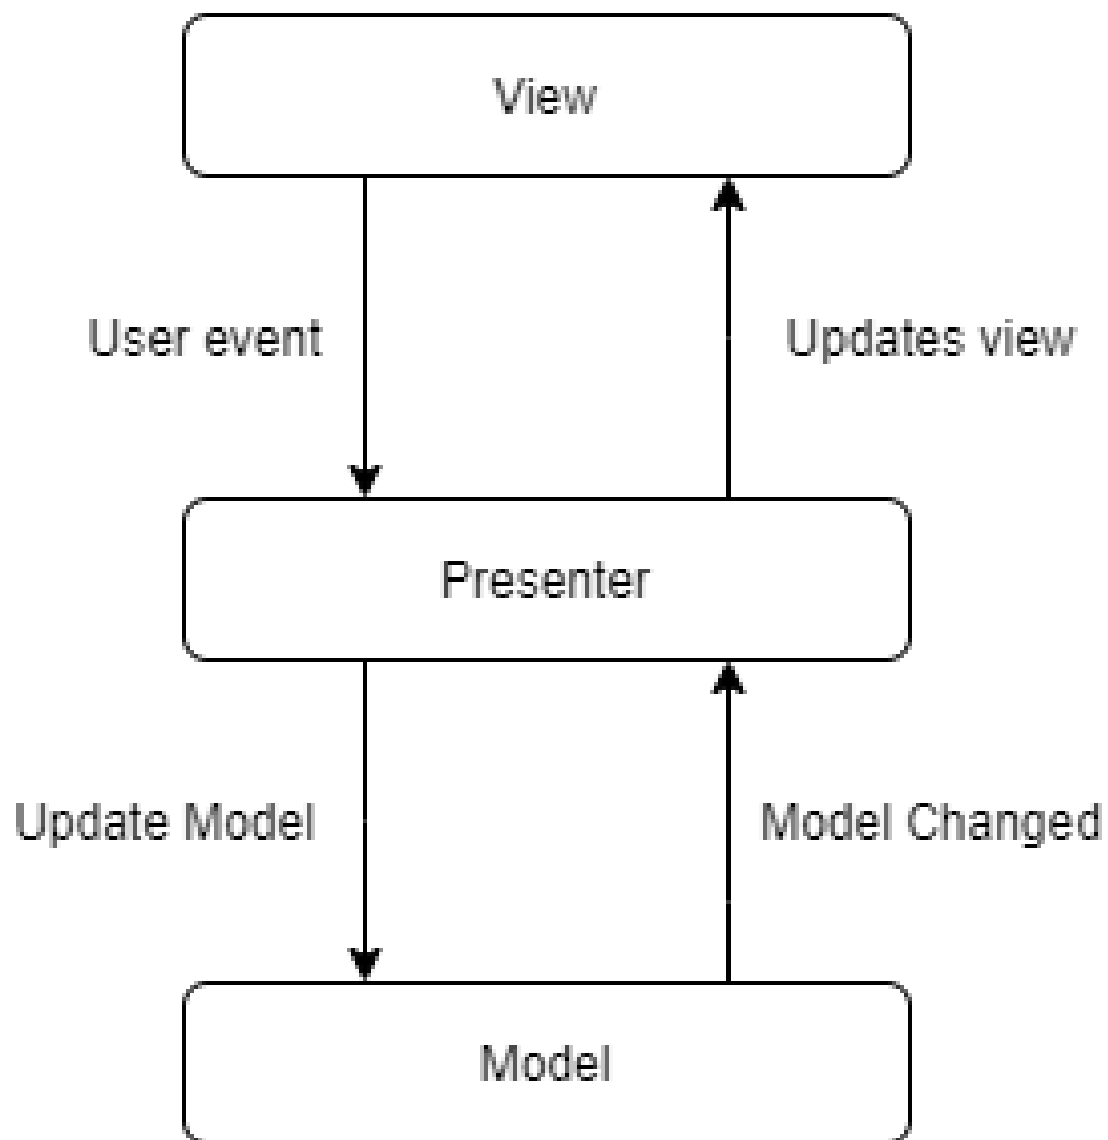 View
User event
Updates view
Presenter
Update Model
Model Changed
Model